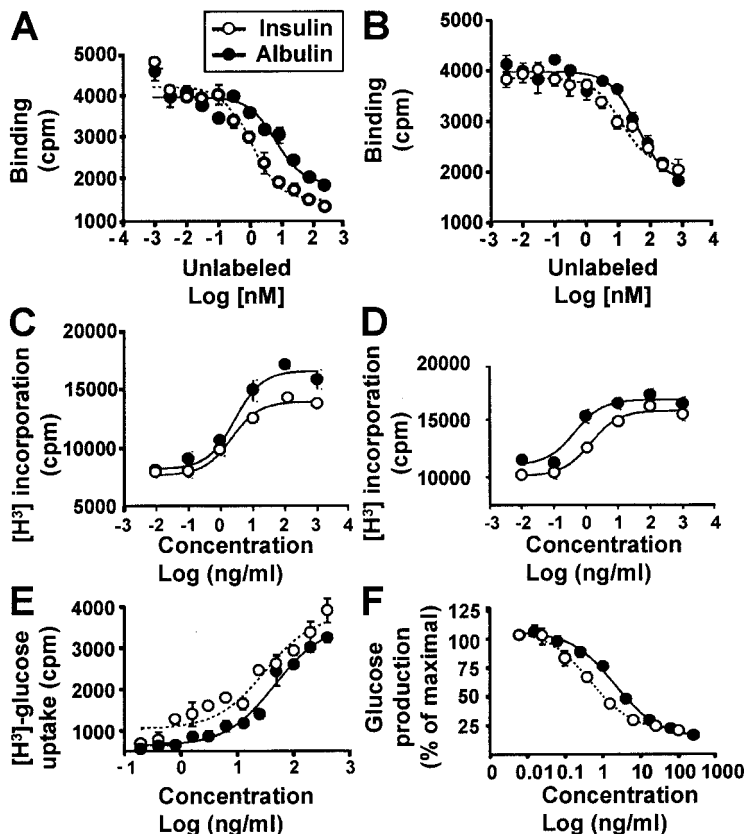 A
Insulin
Albulin
Binding
(cpm)
5000
4000
3000
2000
1000
-4 -3 -2 -1 0 1 2 3
Unlabeled
Log [nM]
B
Binding
(cpm)
5000
4000
3000
2000
1000
-3 -2 -1 0 1 2 3 4
Unlabeled
Log [nM]
C
[H³] incorporation
(cpm)
20000
15000
10000
5000
-3 -2 -1 0 1 2 3 4
Concentration
Log (ng/ml)
D
[H³] incorporation
(cpm)
20000
15000
10000
-3 -2 -1 0 1 2 3 4
Concentration
Log (ng/ml)
E
[H³]-glucose
uptake (cpm)
4000
3000
2000
1000
-1 0 1 2 3
Concentration
Log (ng/ml)
F
Glucose
production
(% of maximal)
125
100
75
50
25
0 0.01 0.1 1 10 100 1000
Concentration
Log (ng/ml)